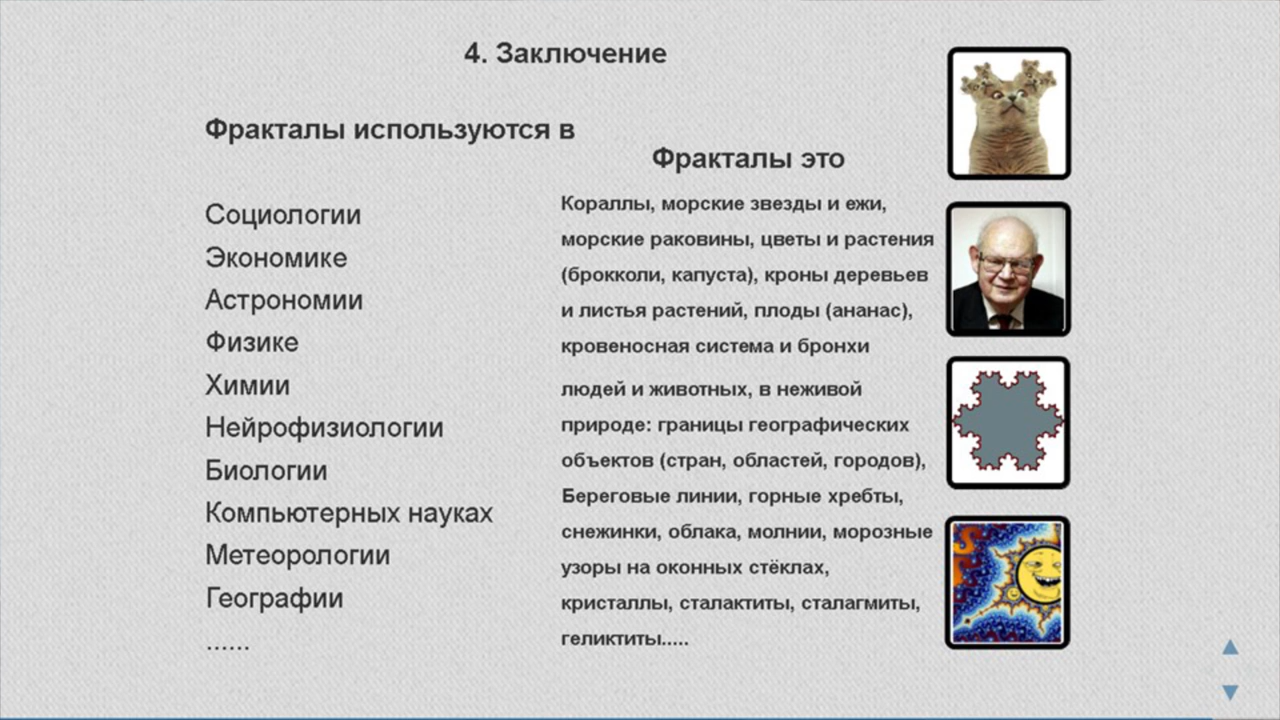 4. Заключение
Фракталы используются в
Социологии
Экономике
Астрономии
Физике
Химии
Нейрофизиологии
Биологии
Компьютерных науках
Метеорологии
Географии
......
Фракталы это
Кораллы, морские звезды и ежи,
морские раковины, цветы и растения
(брокколи, капуста), кроны деревьев
и листья растений, плоды (ананас),
кровеносная система и бронхи
людей и животных, в неживой
природе: границы географических
объектов (стран, областей, городов),
Береговые линии, горные хребты,
снежинки, облака, молнии, морозные
узоры на оконных стёклах,
кристаллы, сталактиты, сталагмиты,
геликтиты.....